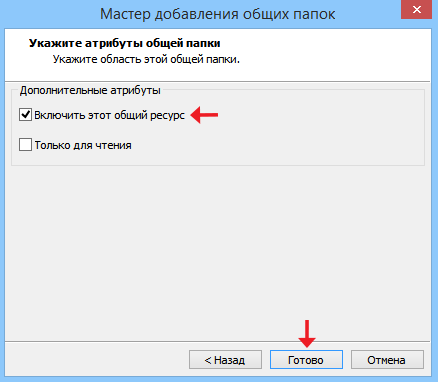 Мастер добавления общих папок
Укажите атрибуты общей папки
Укажите область этой общей папки.
Дополнительные атрибуты
Включить этот общий ресурс
Только для чтения
< Назад
Готово
Отмена